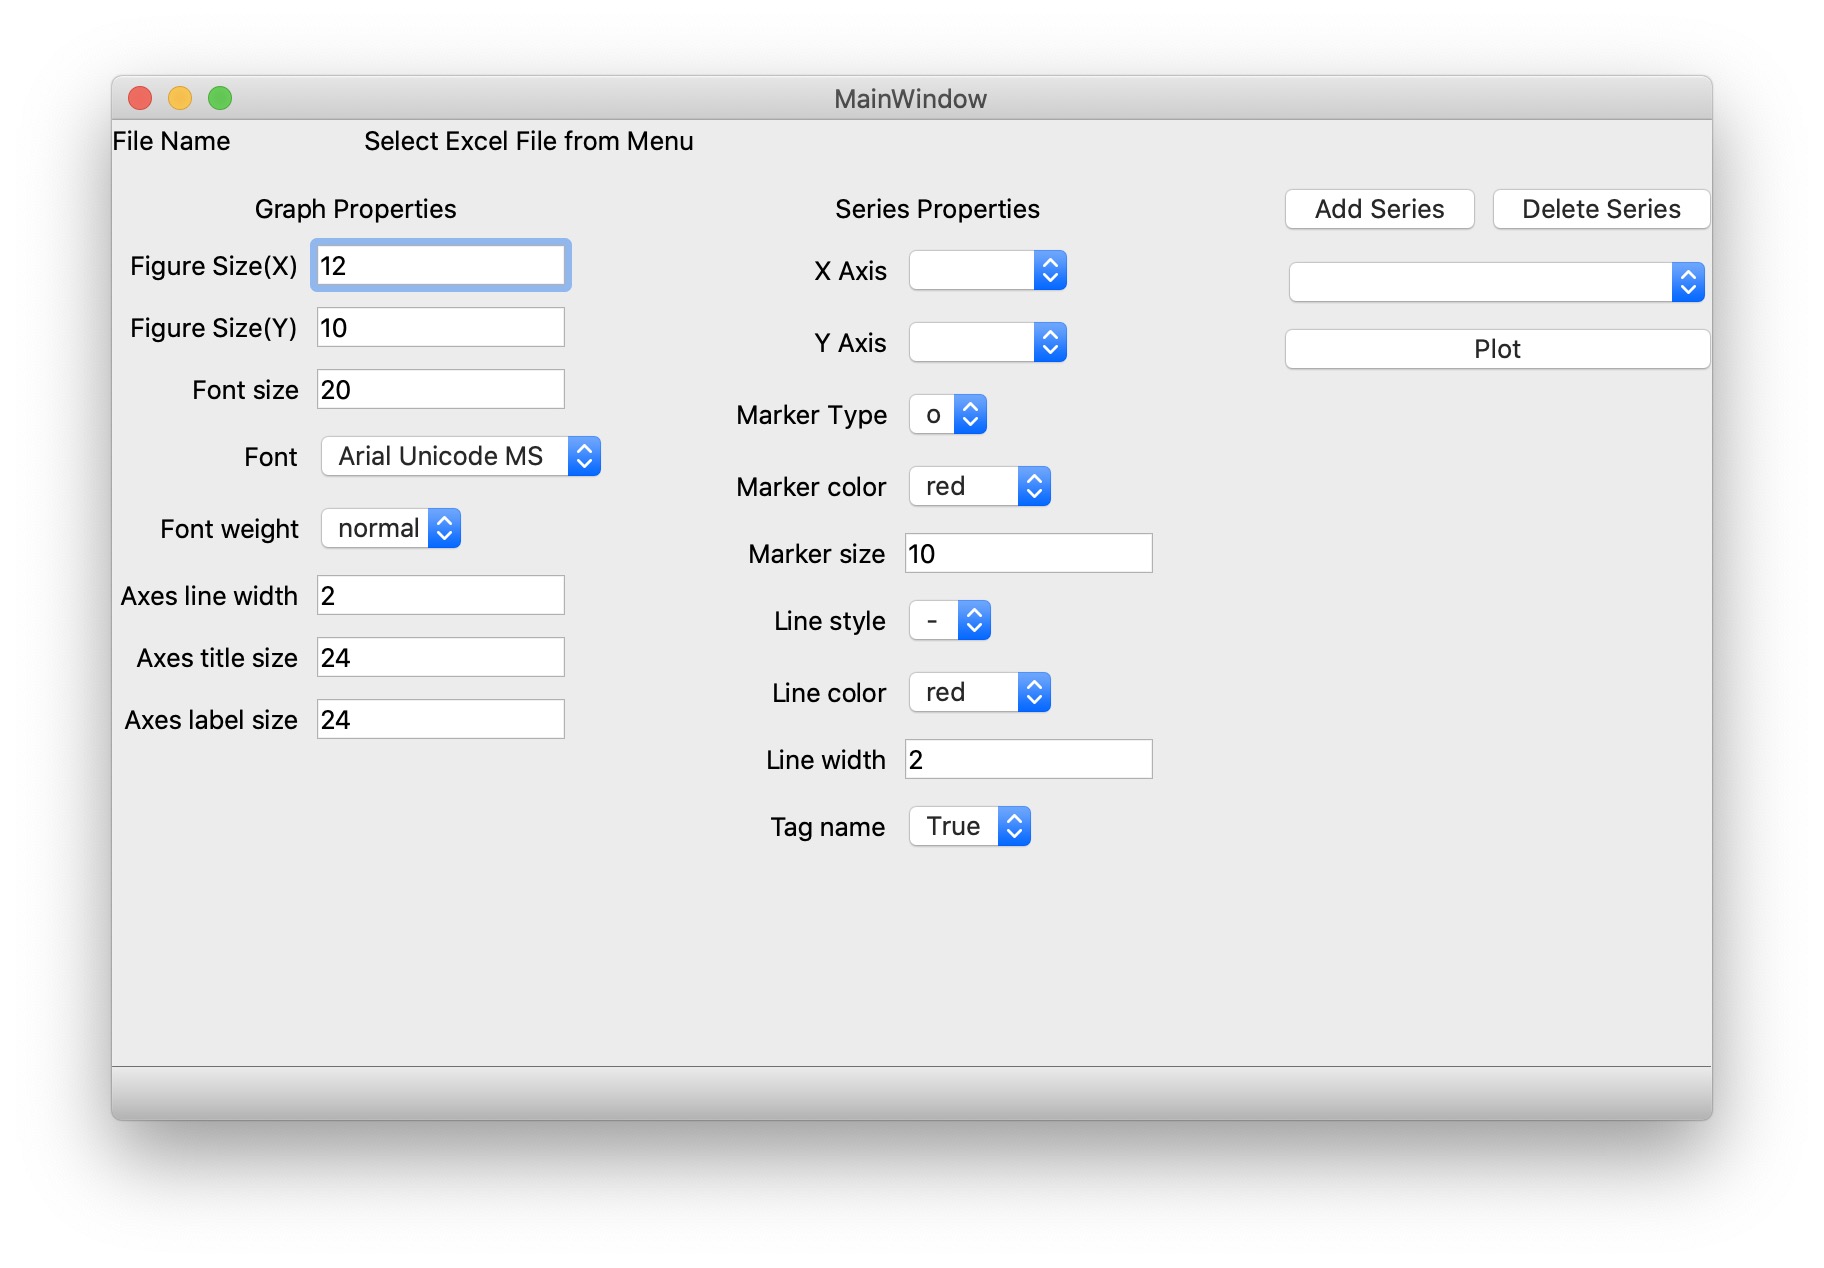 MainWindow
File Name Select Excel File from Menu
Graph Properties
Figure Size(X) 12
Figure Size(Y) 10
Font size 20
Font Arial Unicode MS
Font weight normal
Axes line width 2
Axes title size 24
Axes label size 24
Series Properties
X Axis
Y Axis
Marker Type o
Marker color red
Marker size 10
Line style -
Line color red
Line width 2
Tag name True
Add Series Delete Series
Plot